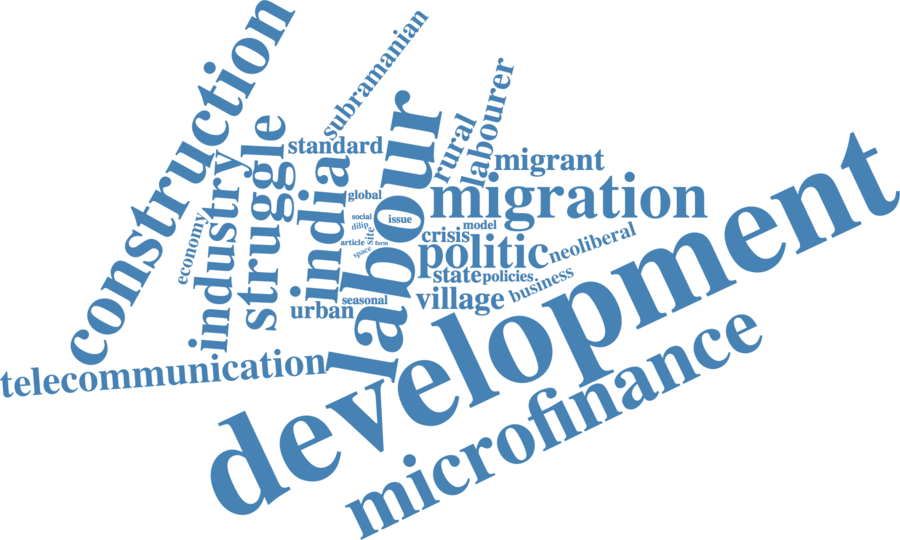 construction
subramanian
labourer
rural
standard
struggle
labour
migrant
industry
india
global
migration
economy
social
issue
dilip
site
model
crisis
article
form
space
politic
neoliberal
state
policies
business
seasonal
urban
village
development
telecommunication
microfinance